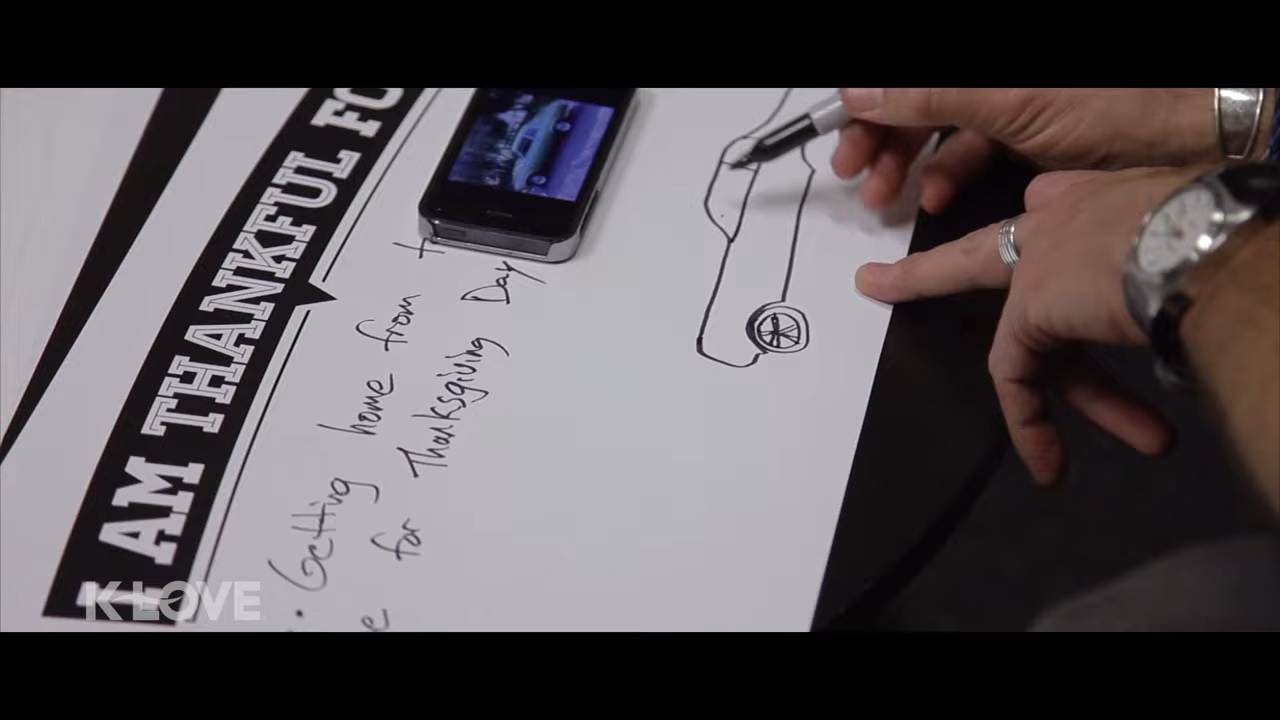 I AM THANKFUL FO
. Getting home from t
for Thanksgiving Day
K-LOVE